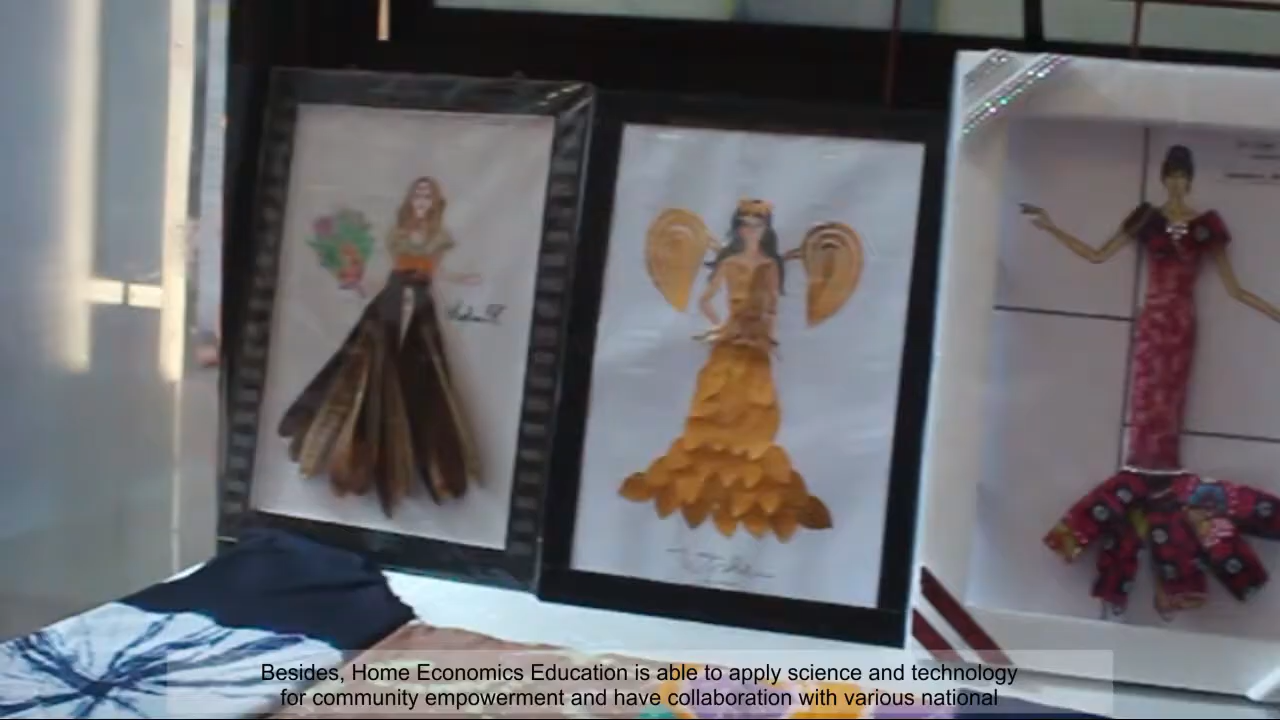 Besides, Home Economics Education is able to apply science and technology
for community empowerment and have collaboration with various national